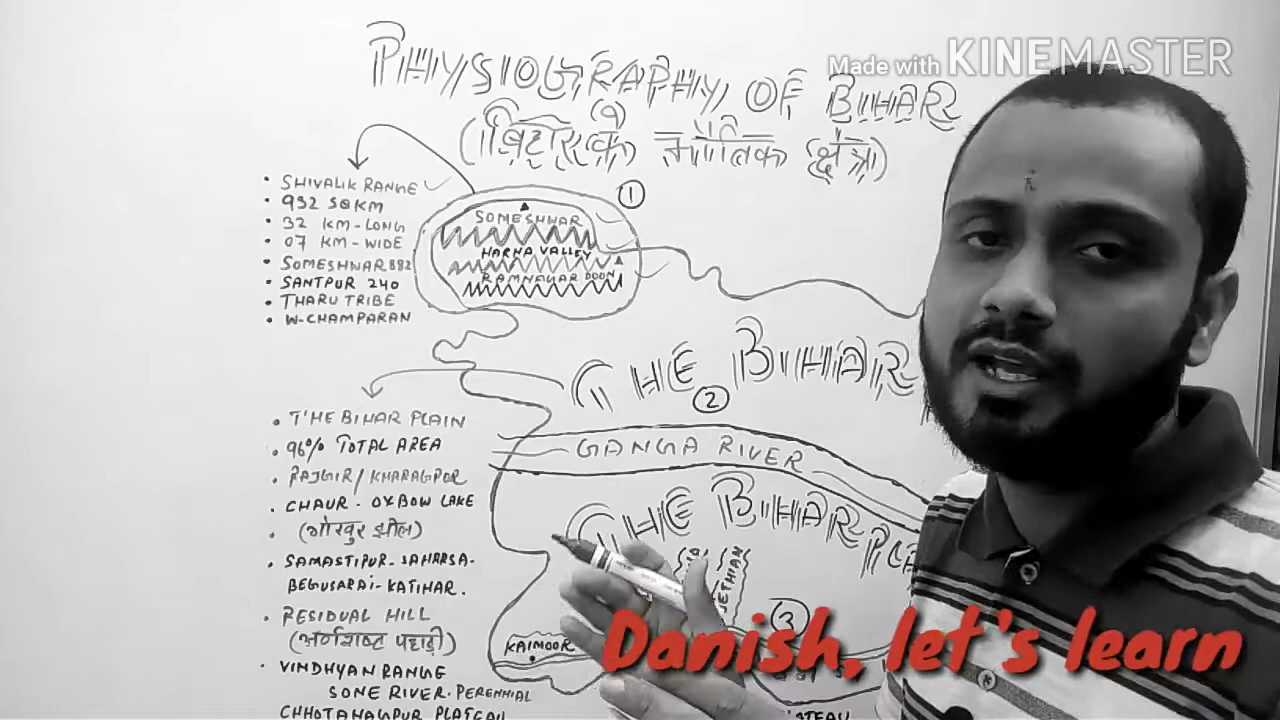 Made with KINEMASTER
PHYSIOGRAPHY OF BIHAR
(बिहार के भौतिक क्षेत्र)
SHIVALIK RANGE
932 SQKM
32 KM-LONG
07 KM-WIDE
SOMESHWAR 882
SANTPUR 240
THARU TRIBE
W-CHAMPARAN
1
SOMESHWAR
HARHA VALLEY
RAMNAGAR DOON
THE BIHAR
2
GANGA RIVER
THE BIHAR PLA
THE BIHAR PLAIN
96% TOTAL AREA
RAJGIR/KHARAGPUR
CHAUR - OXBOW LAKE
(गोखुर झील)
SAMASTIPUR-SAHARSA-
BEGUSARAI-KATIHAR.
RESIDUAL HILL
(अवशिष्ट पहाड़ी)
VINDHYAN RANGE
SONE RIVER-PERENNIAL
CHHOTANAGPUR PLATEAU
JETHIAN
3
KAIMOOR
Danish, let's learn